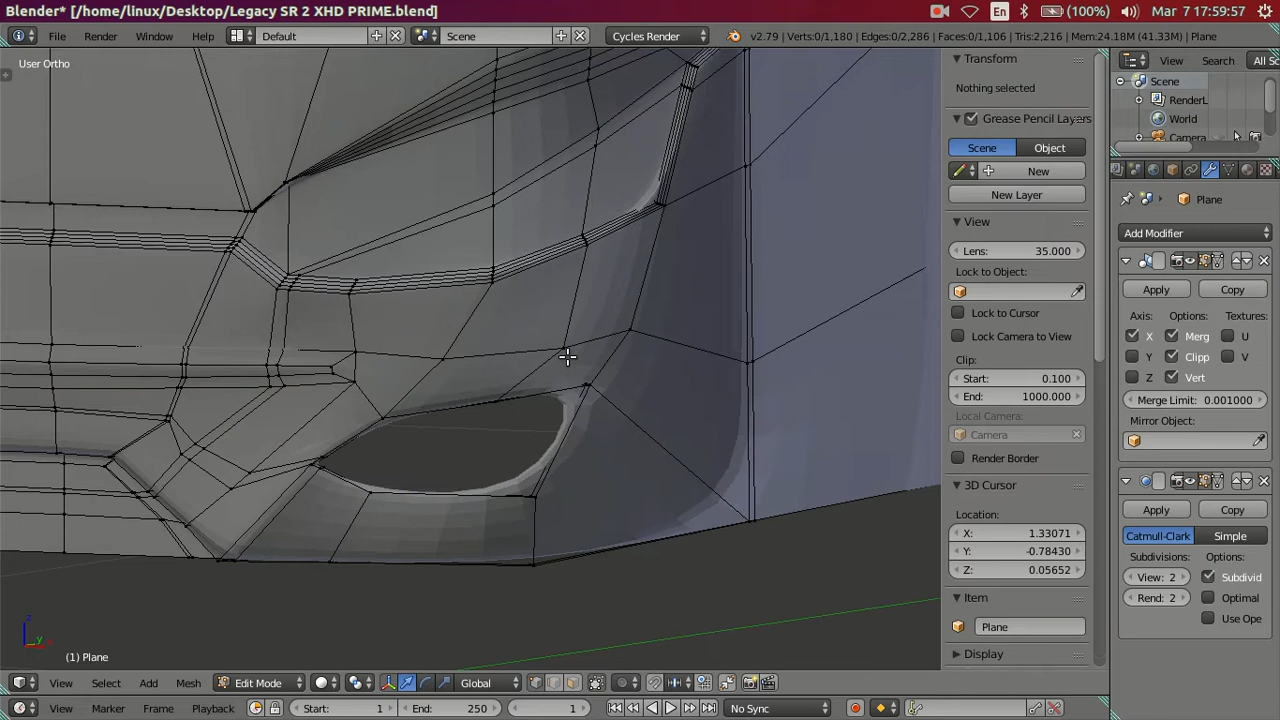 Blender* [/home/linux/Desktop/Legacy SR 2 XHD PRIME.blend]
En (100%) Mar 7 17:59:57
File Render Window Help Default Scene Cycles Render v2.79 | Verts:0/1,180 | Edges:0/2,286 | Faces:0/1,106 | Tris:2,216 | Mem:24.18M (41.33M) | Plane
User Ortho
(1) Plane
View Select Add Mesh Edit Mode Global
View Marker Frame Playback Start: 1 End: 250 1 No Sync
Transform
Nothing selected
Grease Pencil Layers
Scene Object
New
New Layer
View
Lens: 35.000
Lock to Object:
Lock to Cursor
Lock Camera to View
Clip:
Start: 0.100
End: 1000.000
Local Camera:
Camera
Render Border
3D Cursor
Location:
X: 1.33071
Y: -0.78430
Z: 0.05652
Item
Plane
Display
View Search All Sc
Scene
RenderL
World
Camera
Plane
Add Modifier
Apply Copy
Axis: Options: Textures:
X Merg U
Y Clipp V
Z Vert
Merge Limit: 0.001000
Mirror Object:
Apply Copy
Catmull-Clark Simple
Subdivisions: Options:
View: 2 Subdivid
Rend: 2 Optimal
Use Ope